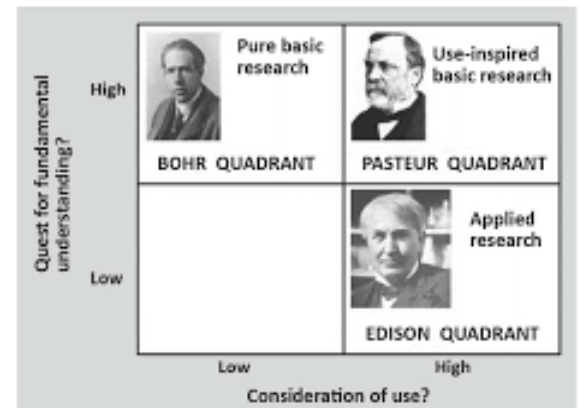 Quest for fundamental
understanding?
High
Low
Pure basic
research
BOHR QUADRANT
Use-inspired
basic research
PASTEUR QUADRANT
Applied
research
EDISON QUADRANT
Low
High
Consideration of use?